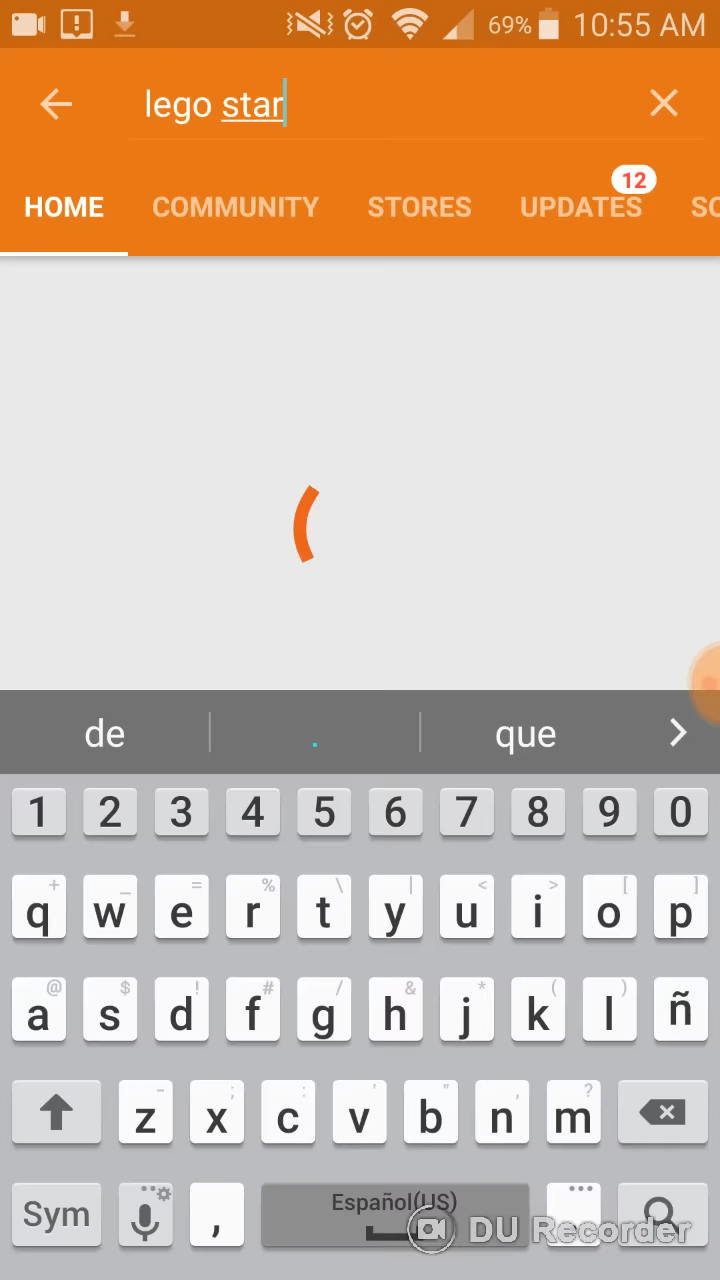 69% 10:55 AM
lego star
HOME COMMUNITY STORES UPDATES 12 SC
de . que
1 2 3 4 5 6 7 8 9 0
+ _ = % \ | < > [ ]
q w e r t y u i o p
@ $ ! # / & * ( )
a s d f g h j k l ñ
- ; : ' " , ?
z x c v b n m
Sym , Español(US) .
DU Recorder